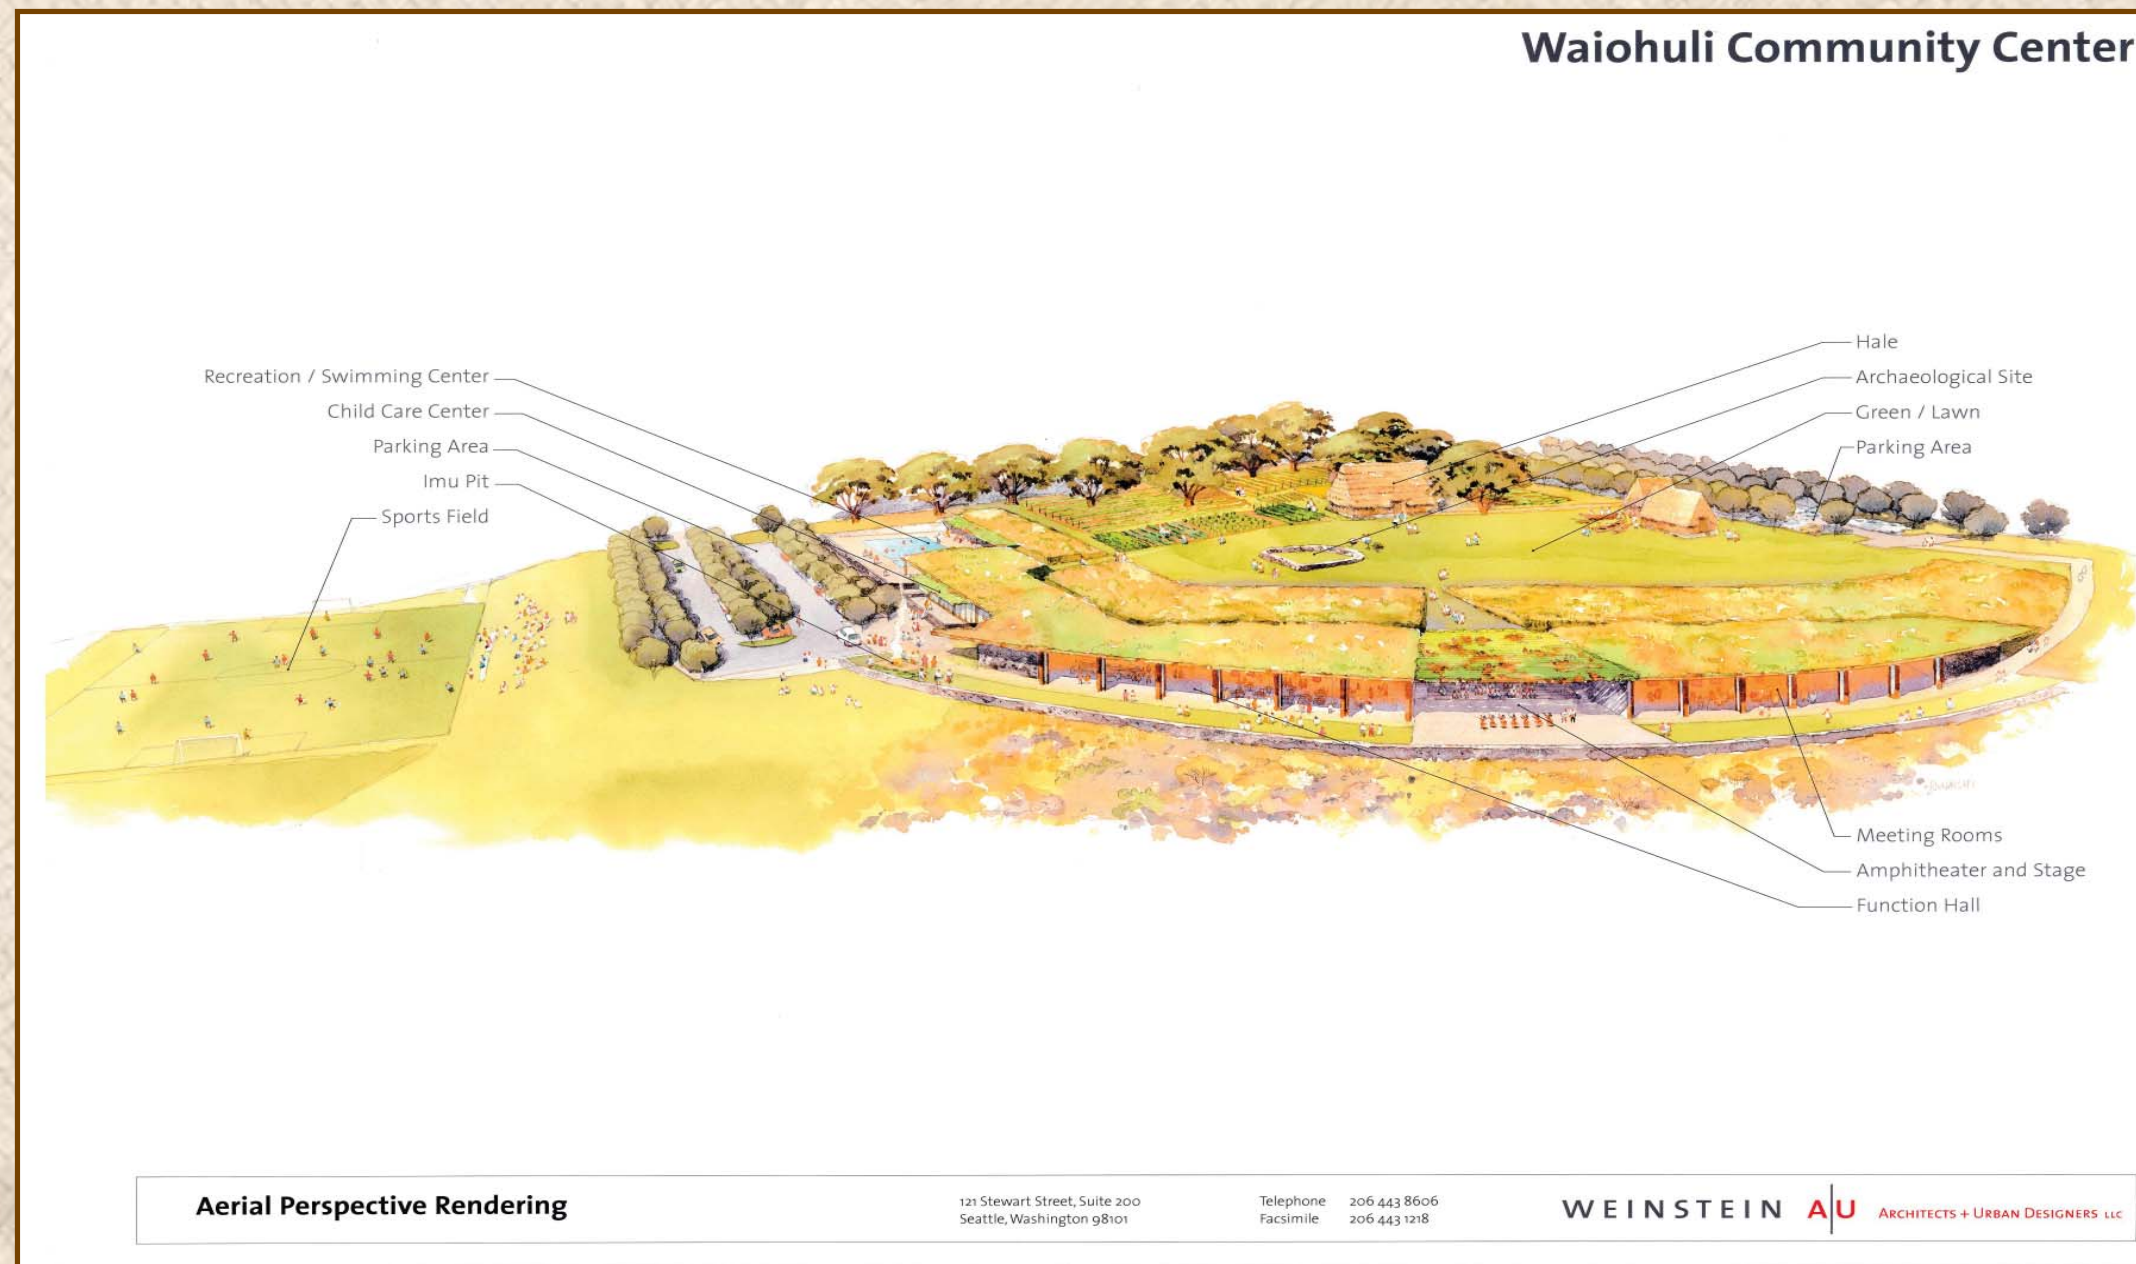 Waiohuli Community Center
Recreation / Swimming Center
Child Care Center
Parking Area
Imu Pit
Sports Field
Hale
Archaeological Site
Green / Lawn
Parking Area
Meeting Rooms
Amphitheater and Stage
Function Hall
Aerial Perspective Rendering
121 Stewart Street, Suite 200
Seattle, Washington 98101
Telephone 206 443 8606
Facsimile 206 443 1218
WEINSTEIN A|U ARCHITECTS + URBAN DESIGNERS LLC